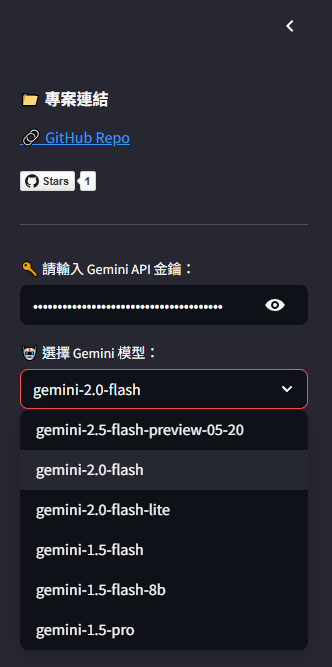 專案連結
GitHub Repo
Stars 1
請輸入 Gemini API 金鑰：
選擇 Gemini 模型：
gemini-2.0-flash
gemini-2.5-flash-preview-05-20
gemini-2.0-flash
gemini-2.0-flash-lite
gemini-1.5-flash
gemini-1.5-flash-8b
gemini-1.5-pro